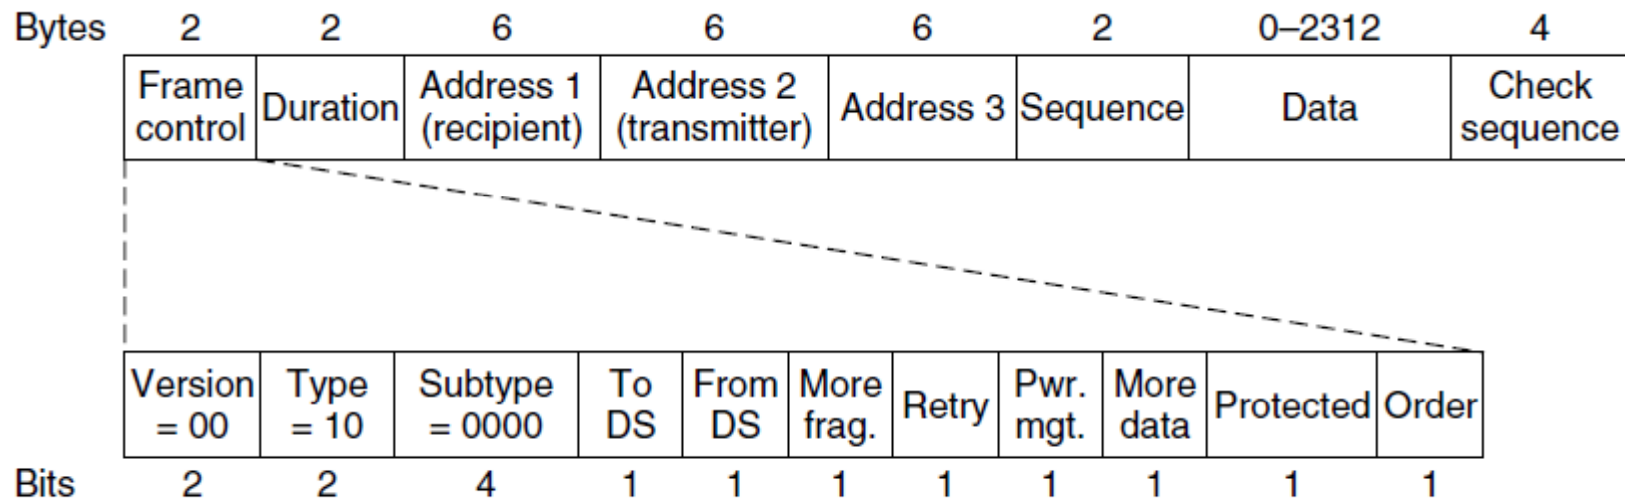 Bytes 2 2 6 6 6 2 0–2312 4
Frame control
Duration
Address 1 (recipient)
Address 2 (transmitter)
Address 3
Sequence
Data
Check sequence
Version = 00
Type = 10
Subtype = 0000
To DS
From DS
More frag.
Retry
Pwr. mgt.
More data
Protected
Order
Bits 2 2 4 1 1 1 1 1 1 1 1